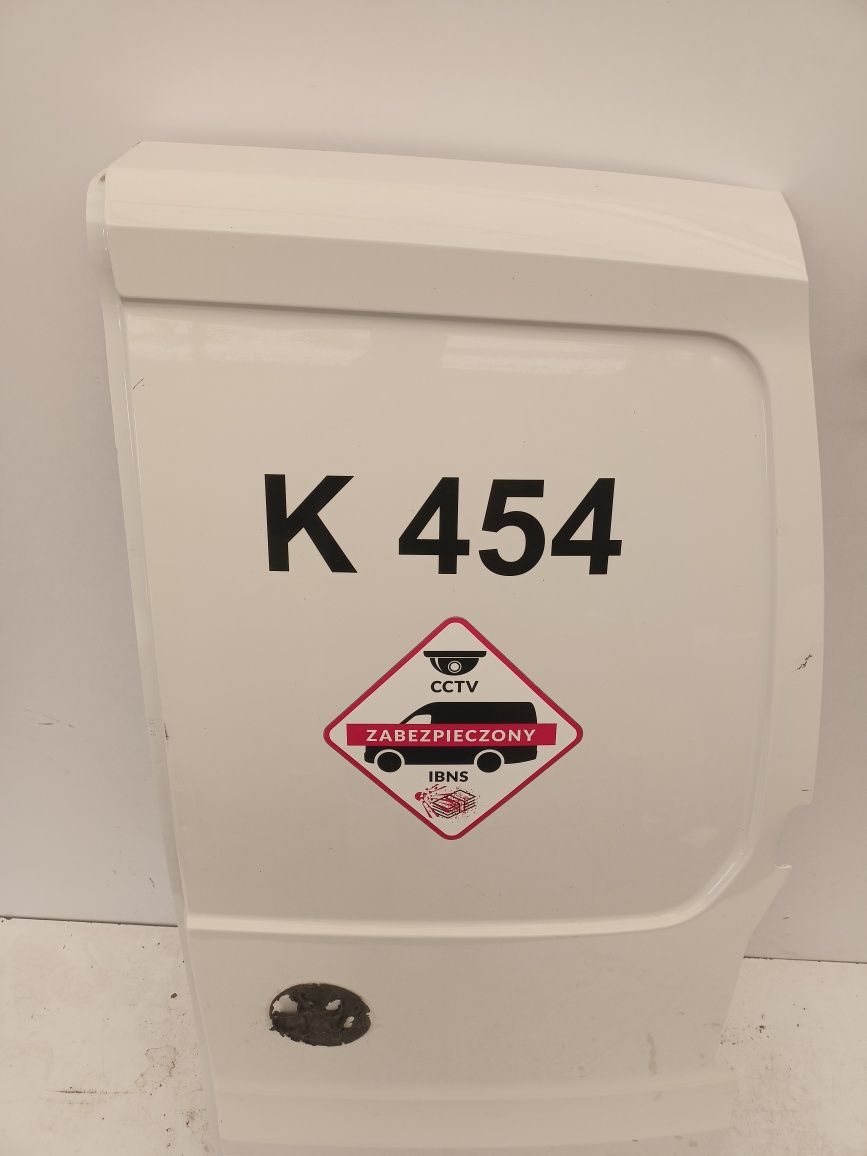 K 454
CCTV
ZABEZPIECZONY
IBNS